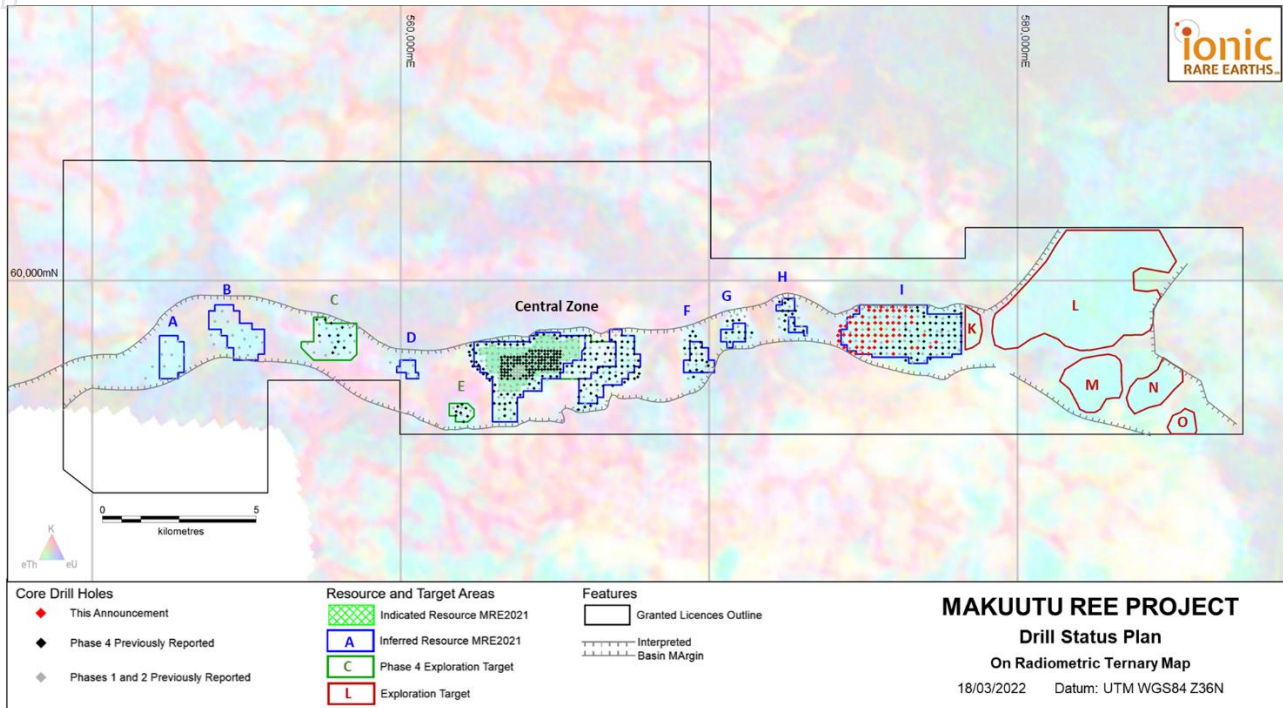 560,000mE
580,000mE
ionic
RARE EARTHS™
60,000mN
A
B
C
D
E
Central Zone
F
G
H
I
K
L
M
N
O
0 5
kilometres
K
eTh eU
Core Drill Holes
This Announcement
Phase 4 Previously Reported
Phases 1 and 2 Previously Reported
Resource and Target Areas
Indicated Resource MRE2021
A Inferred Resource MRE2021
C Phase 4 Exploration Target
L Exploration Target
Features
Granted Licences Outline
Interpreted
Basin MArgin
MAKUUTU REE PROJECT
Drill Status Plan
On Radiometric Ternary Map
18/03/2022 Datum: UTM WGS84 Z36N